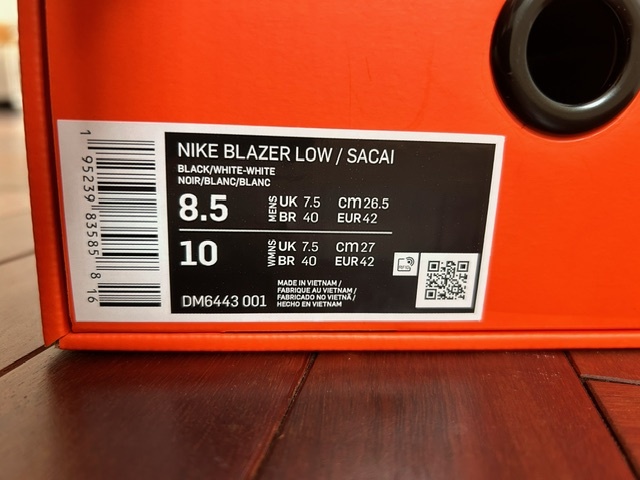 NIKE BLAZER LOW / SACAI
BLACK/WHITE-WHITE
NOIR/BLANC/BLANC
8.5 MENS UK 7.5 cm 26.5
BR 40 EUR 42
10 WMNS UK 7.5 cm 27
BR 40 EUR 42
MADE IN VIETNAM /
FABRIQUE AU VIETNAM /
FABRICADO NO VIETNÃ /
HECHO EN VIETNAM
DM6443 001
1 95239 83585 8 16